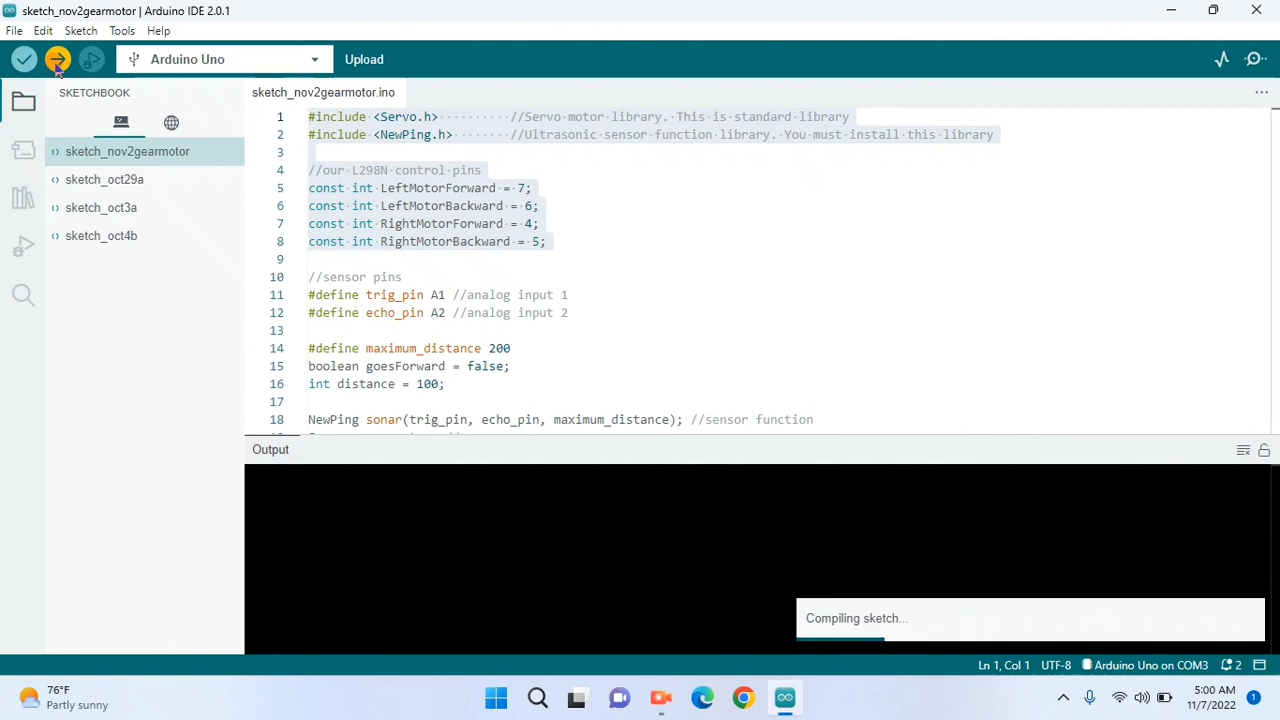 sketch_nov2gearmotor | Arduino IDE 2.0.1
File Edit Sketch Tools Help
Arduino Uno
Upload
SKETCHBOOK
sketch_nov2gearmotor.ino
sketch_nov2gearmotor
sketch_oct29a
sketch_oct3a
sketch_oct4b
1 #include <Servo.h>··········//Servo·motor·library.·This·is·standard·library
2 #include·<NewPing.h>········//Ultrasonic·sensor·function·library.·You·must·install·this·library
3
4 //our·L298N·control·pins
5 const·int·LeftMotorForward·=·7;
6 const·int·LeftMotorBackward·=·6;
7 const·int·RightMotorForward·=·4;
8 const·int·RightMotorBackward·=·5;
9
10 //sensor pins
11 #define trig_pin A1 //analog input 1
12 #define echo_pin A2 //analog input 2
13
14 #define maximum_distance 200
15 boolean goesForward = false;
16 int distance = 100;
17
18 NewPing sonar(trig_pin, echo_pin, maximum_distance); //sensor function
Output
Compiling sketch...
Ln 1, Col 1 UTF-8 Arduino Uno on COM3 2
76°F
Partly sunny
5:00 AM
11/7/2022
1